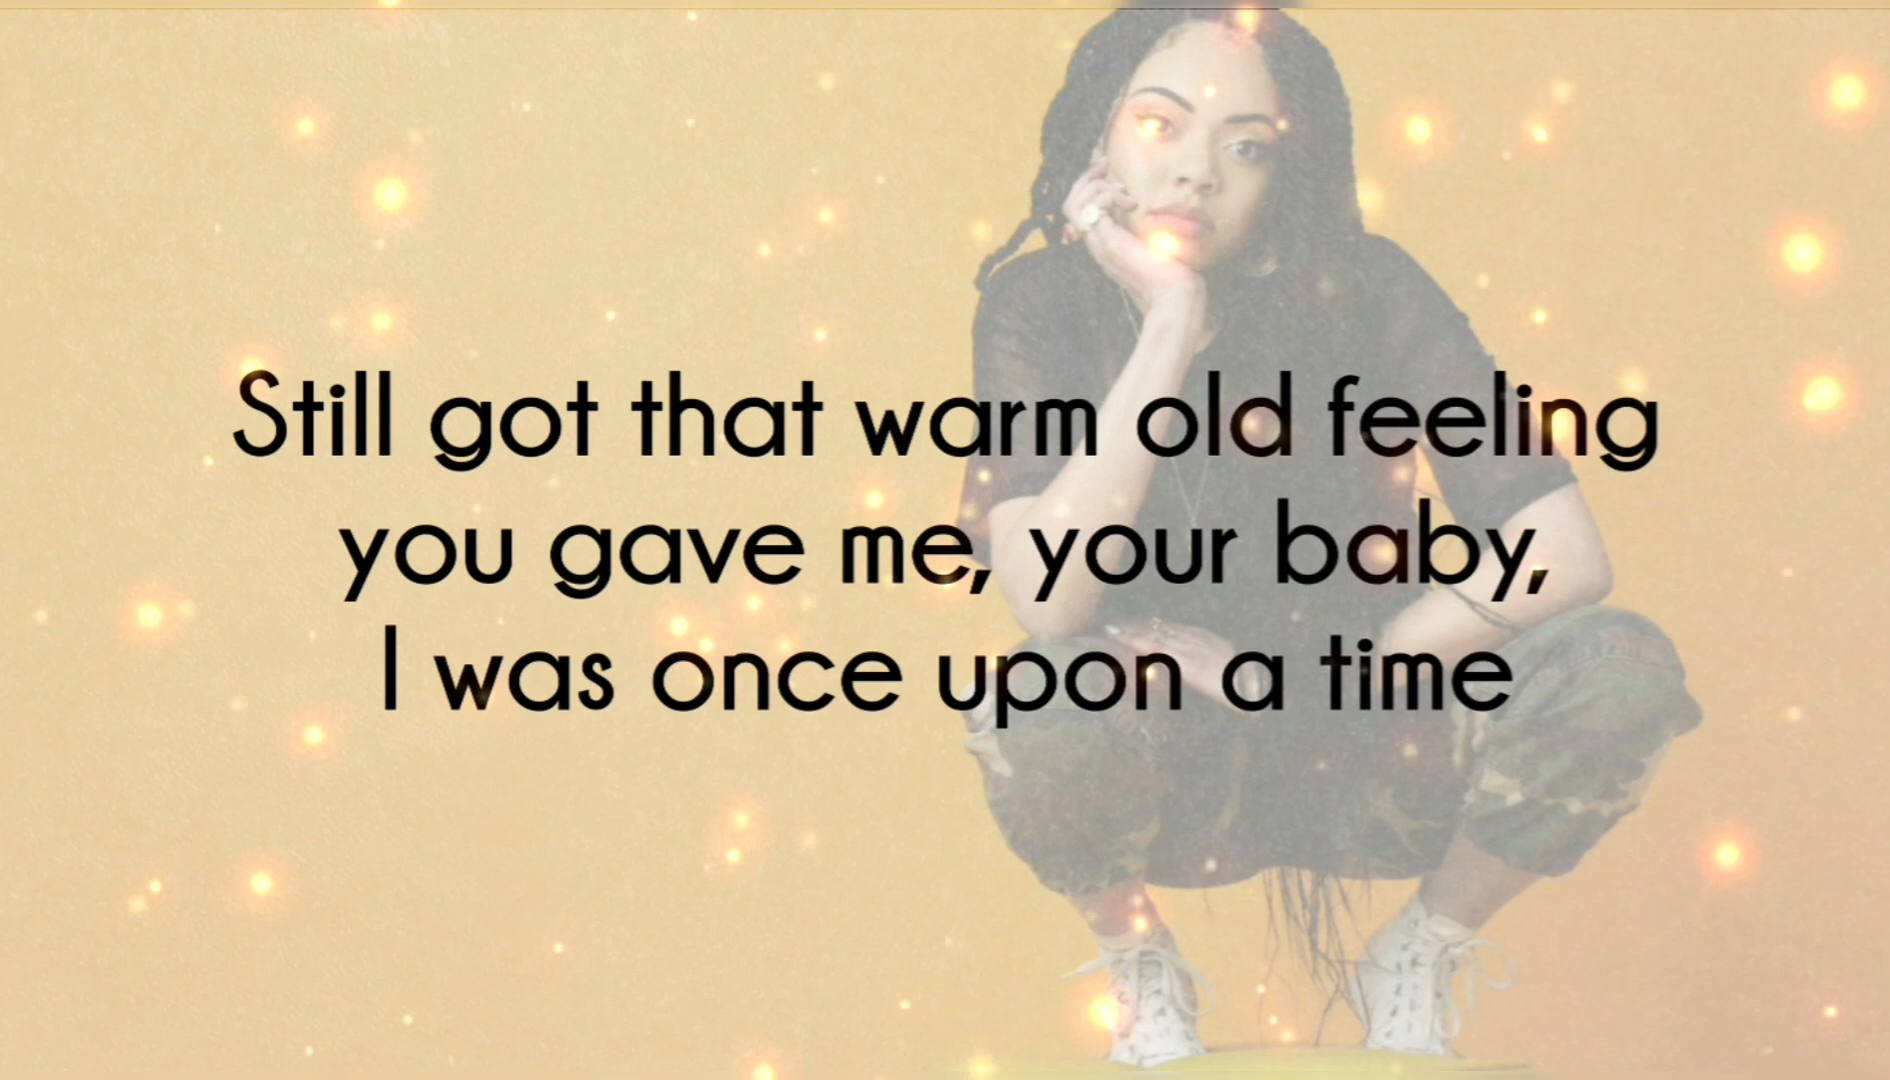 Still got that warm old feeling
you gave me, your baby,
I was once upon a time